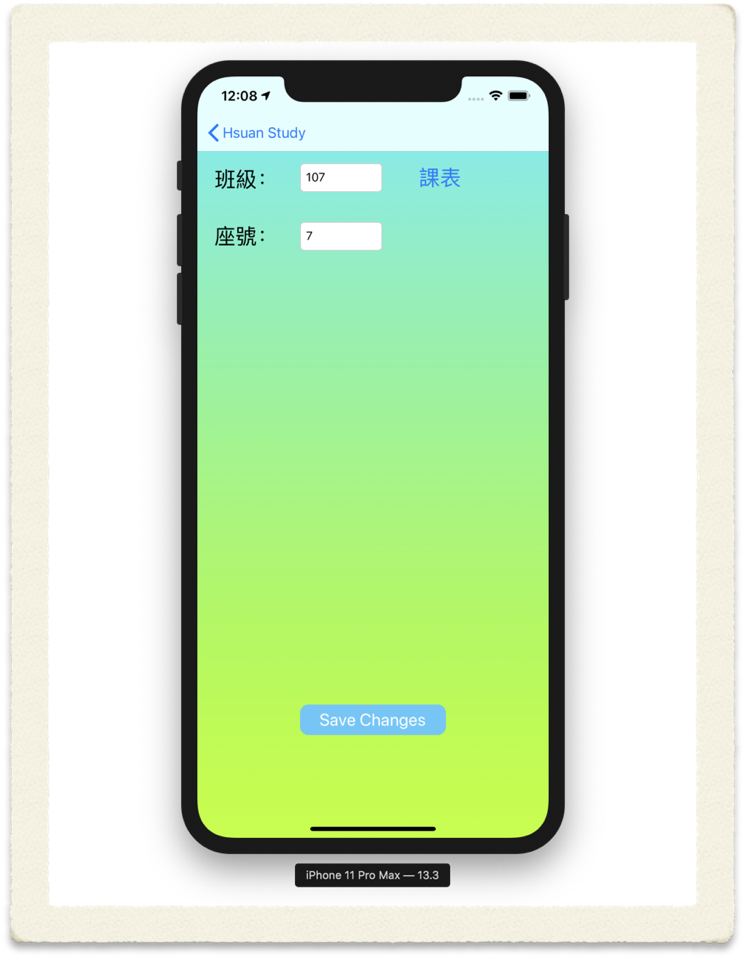 12:08
Hsuan Study
班級： 107 課表
座號： 7
Save Changes
iPhone 11 Pro Max — 13.3